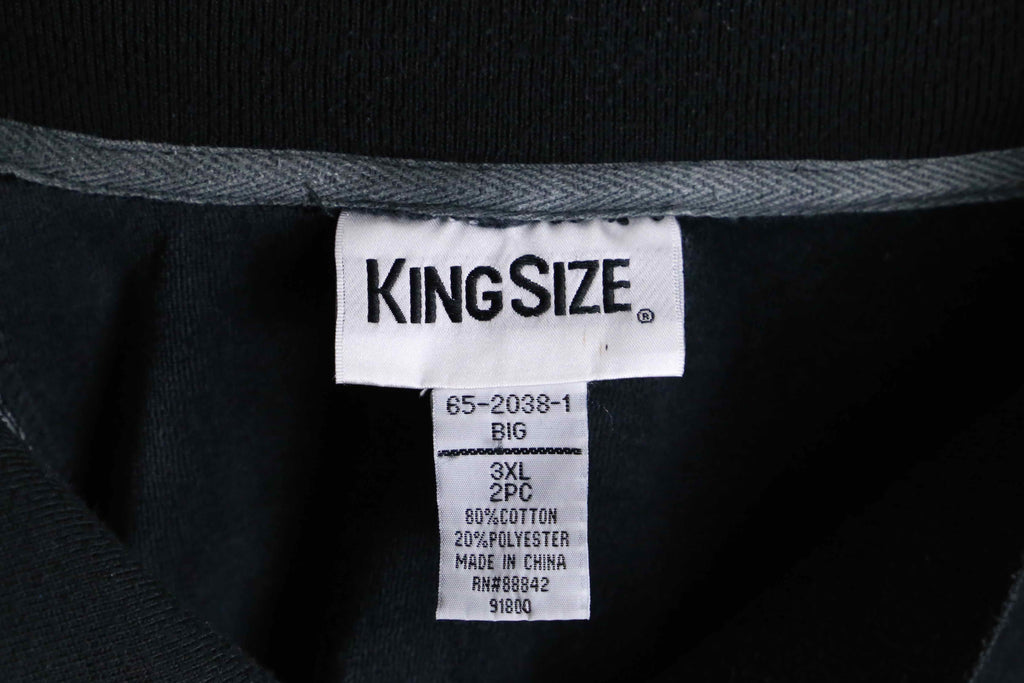 KINGSIZE®
65-2038-1
BIG
3XL
2PC
80%COTTON
20%POLYESTER
MADE IN CHINA
RN#88842
91800